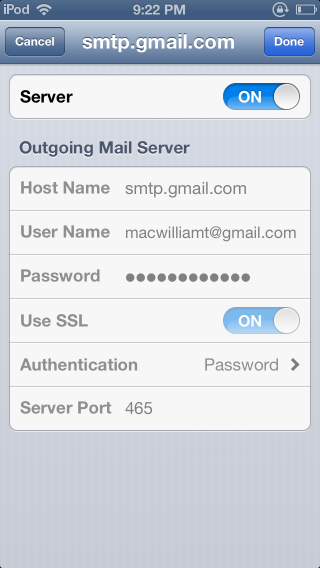 iPod 9:22 PM
Cancel smtp.gmail.com Done
Server ON
Outgoing Mail Server
Host Name smtp.gmail.com
User Name macwilliamt@gmail.com
Password ●●●●●●●●●●●●
Use SSL ON
Authentication Password
Server Port 465